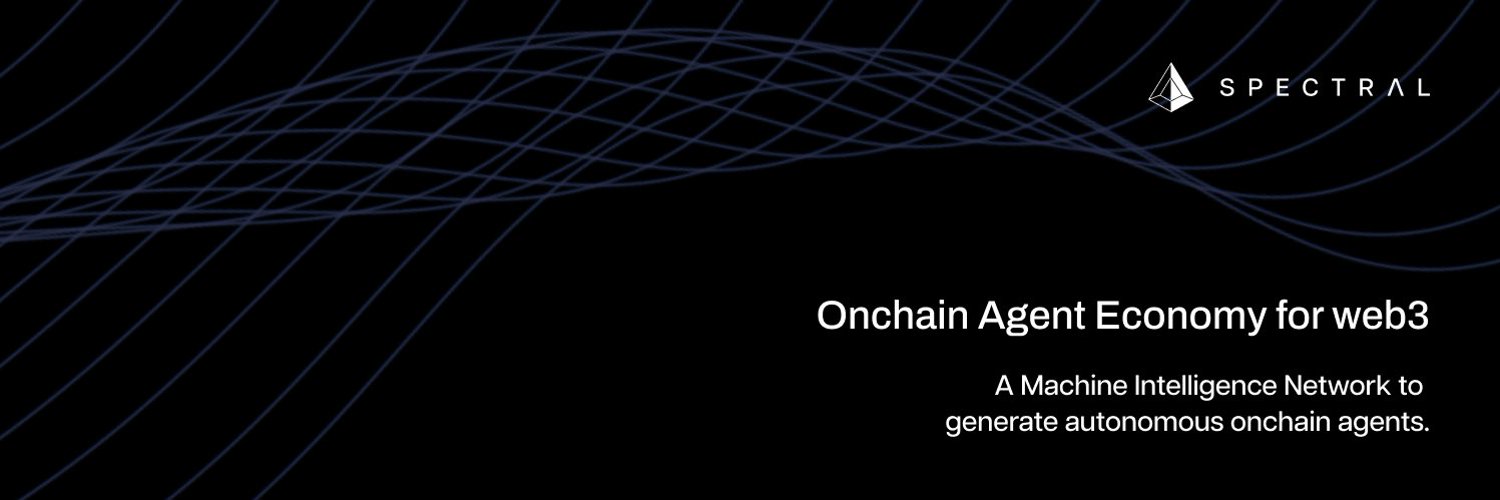 SPECTRAL
Onchain Agent Economy for web3
A Machine Intelligence Network to
generate autonomous onchain agents.